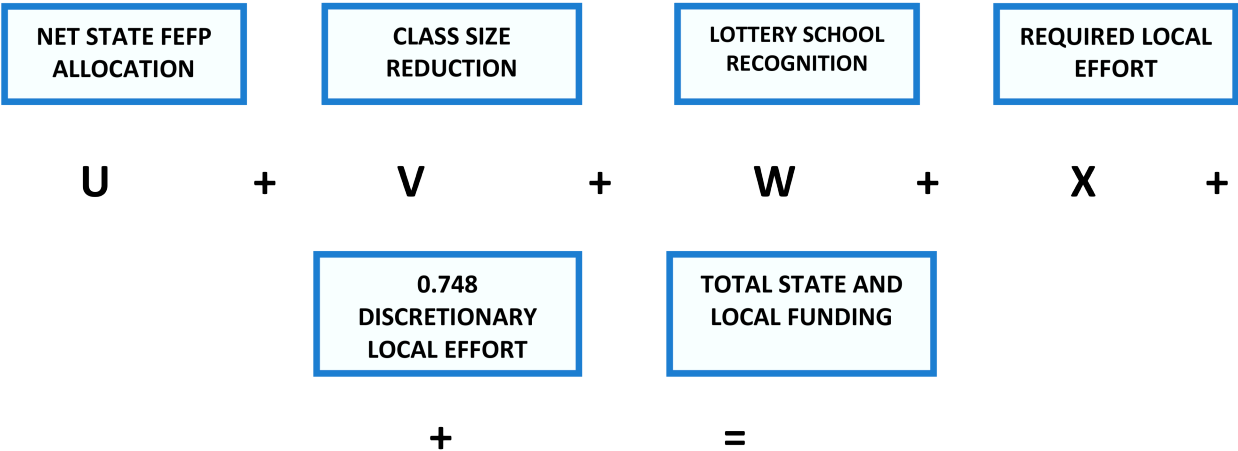 NET STATE FEFP
ALLOCATION
CLASS SIZE
REDUCTION
LOTTERY SCHOOL
RECOGNITION
REQUIRED LOCAL
EFFORT
U + V + W + X +
0.748
DISCRETIONARY
LOCAL EFFORT
TOTAL STATE AND
LOCAL FUNDING
+ =